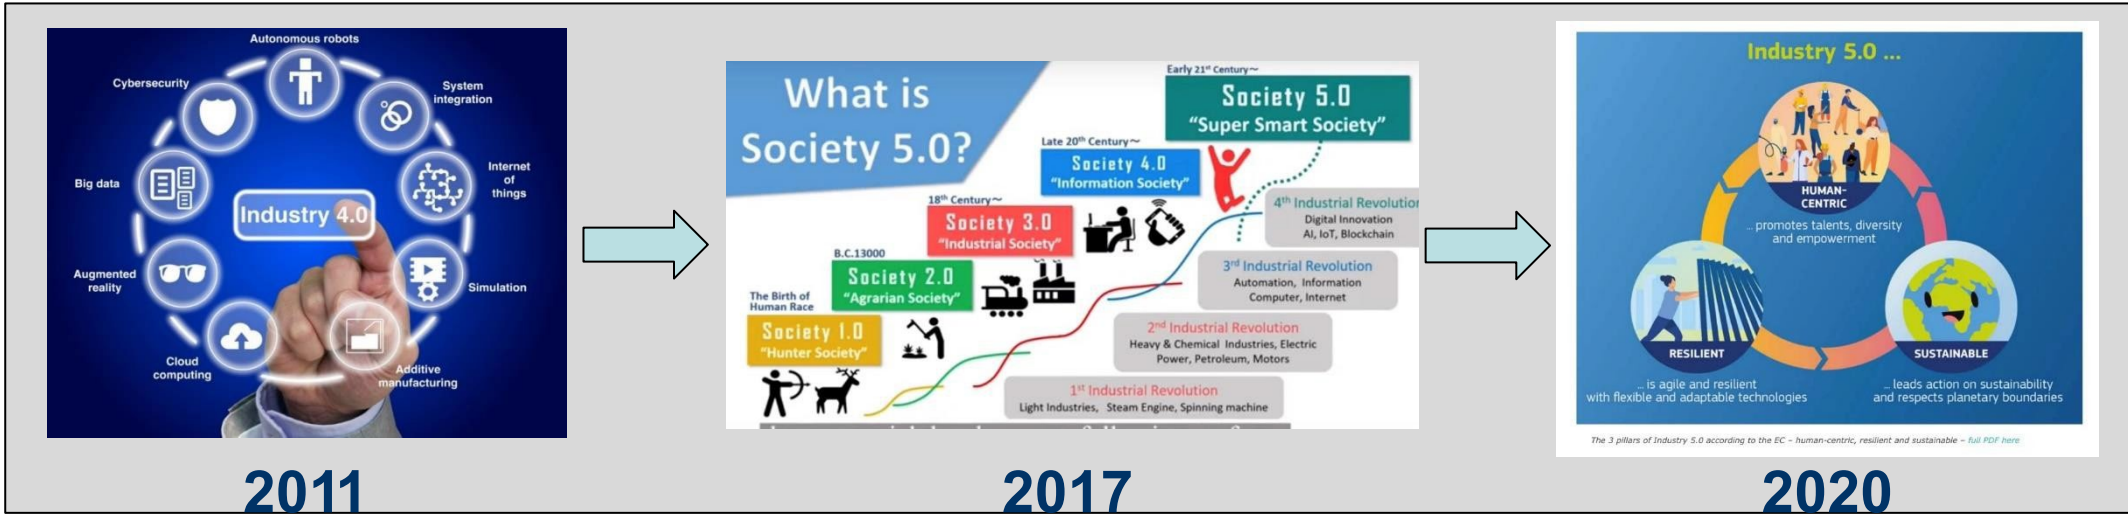 Autonomous robots
Cybersecurity
System
integration
Big data
Internet
of
things
Industry 4.0
Augmented
reality
Simulation
Cloud
computing
Additive
manufacturing
2011
What is
Society 5.0?
Early 21st Century~
Society 5.0
“Super Smart Society”
Late 20th Century~
Society 4.0
“Information Society”
18th Century~
Society 3.0
“Industrial Society”
B.C.13000
Society 2.0
“Agrarian Society”
The Birth of
Human Race
Society 1.0
“Hunter Society”
4th Industrial Revolution
Digital Innovation
AI, IoT, Blockchain
3rd Industrial Revolution
Automation, Information
Computer, Internet
2nd Industrial Revolution
Heavy & Chemical Industries, Electric
Power, Petroleum, Motors
1st Industrial Revolution
Light Industries, Steam Engine, Spinning machine
2017
Industry 5.0 ...
HUMAN-
CENTRIC
... promotes talents, diversity
and empowerment
RESILIENT
... is agile and resilient
with flexible and adaptable technologies
SUSTAINABLE
... leads action on sustainability
and respects planetary boundaries
The 3 pillars of Industry 5.0 according to the EC – human-centric, resilient and sustainable – full PDF here
2020